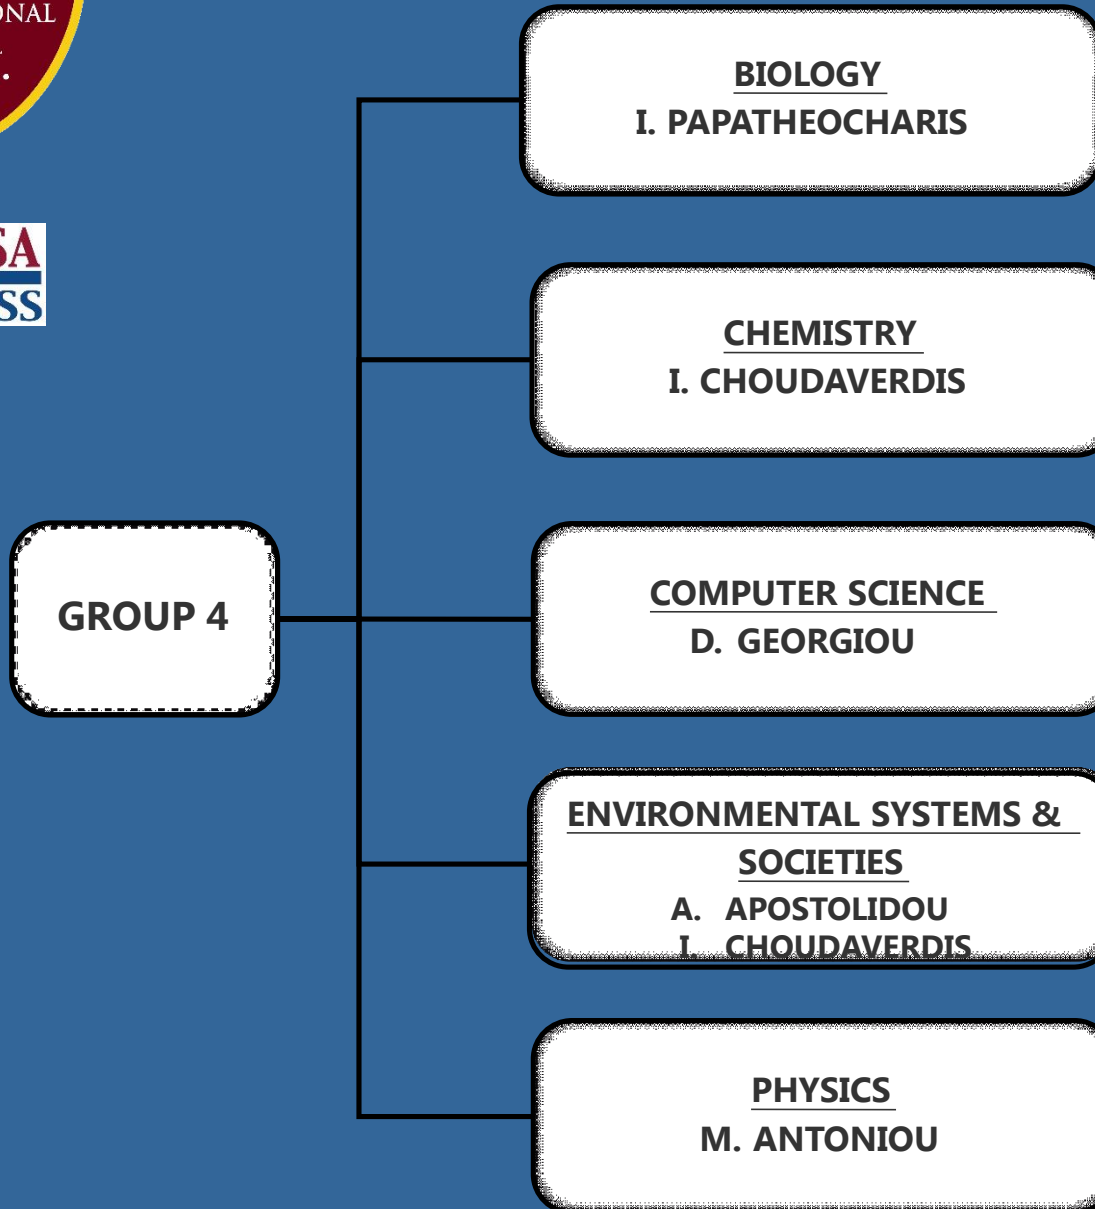 BIOLOGY
I. PAPATHEOCHARIS
CHEMISTRY
I. CHOUDAVERDIS
GROUP 4
COMPUTER SCIENCE
D. GEORGIOU
ENVIRONMENTAL SYSTEMS &
SOCIETIES
A. APOSTOLIDOU
I. CHOUDAVERDIS
PHYSICS
M. ANTONIOU